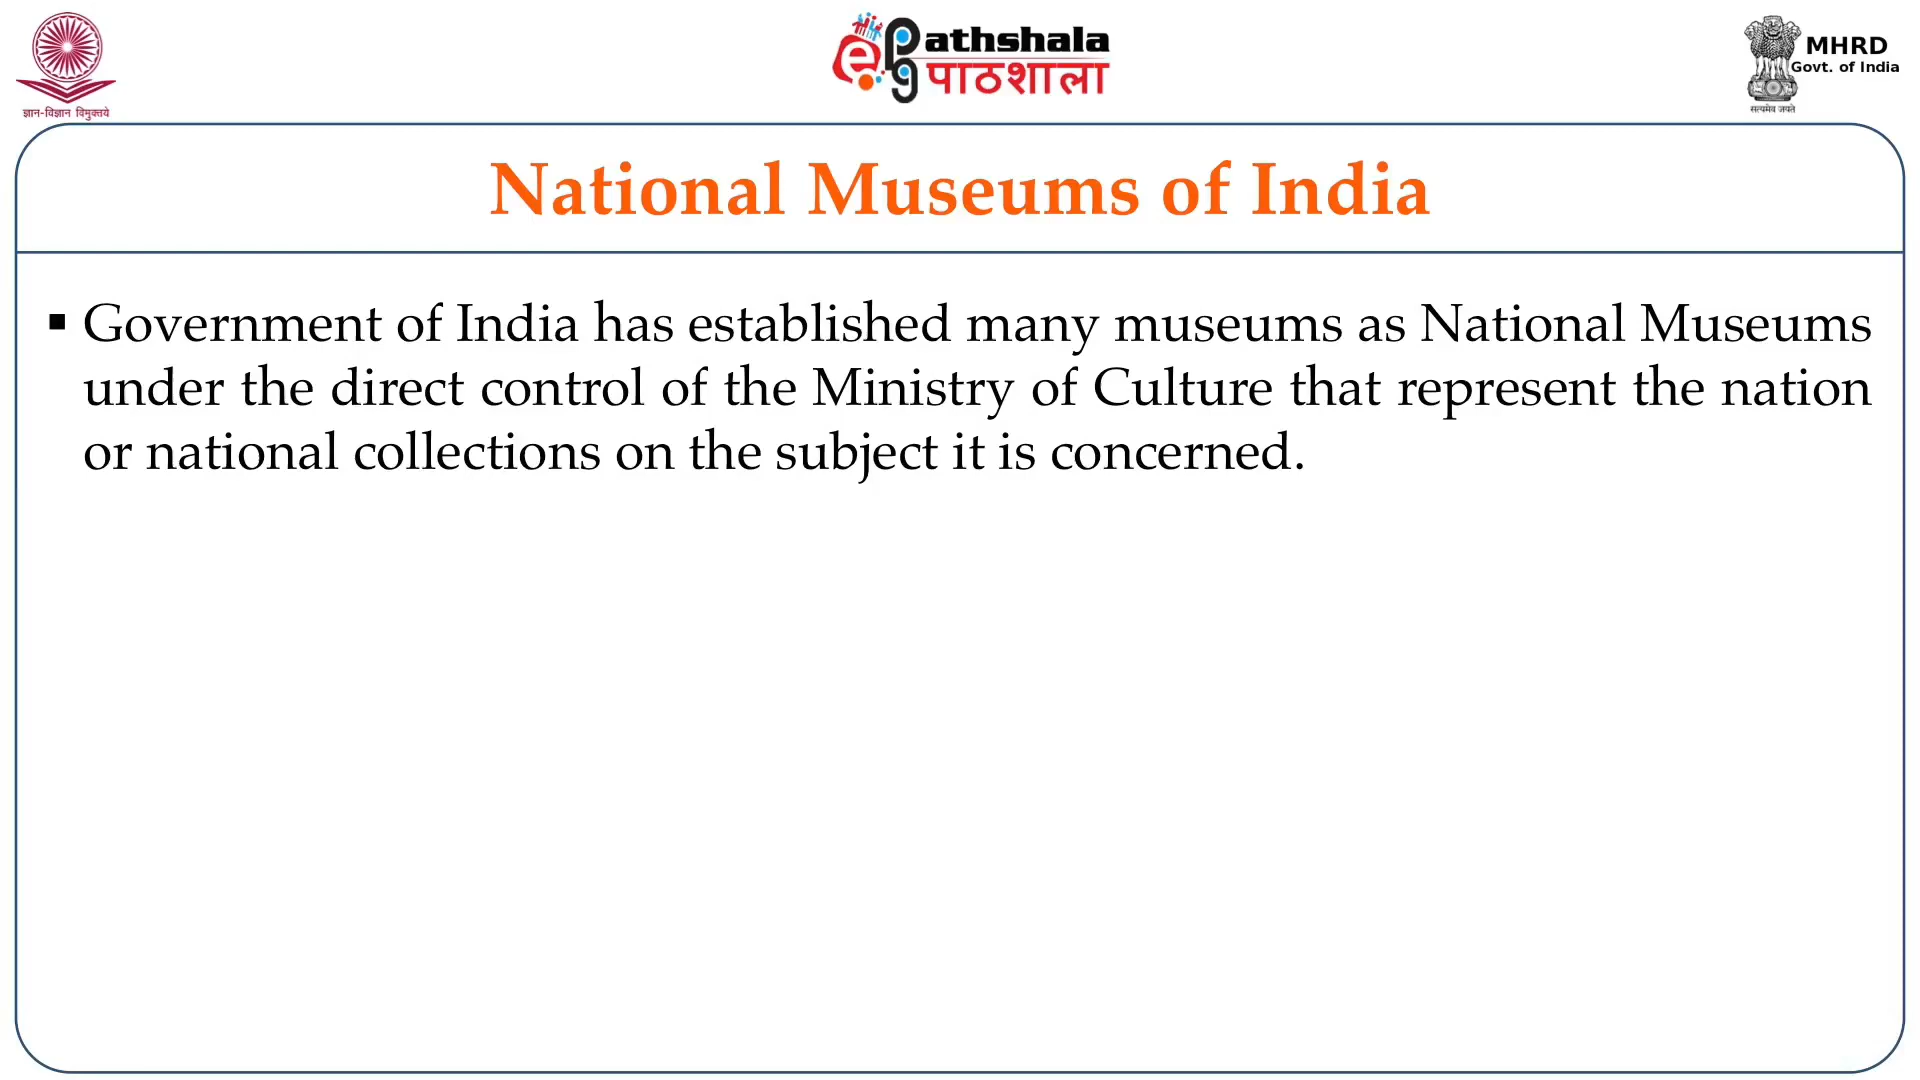 ज्ञान-विज्ञान विमुक्तये
ePathshala
पाठशाला
MHRD
Govt. of India
सत्यमेव जयते
National Museums of India
▪ Government of India has established many museums as National Museums
under the direct control of the Ministry of Culture that represent the nation
or national collections on the subject it is concerned.